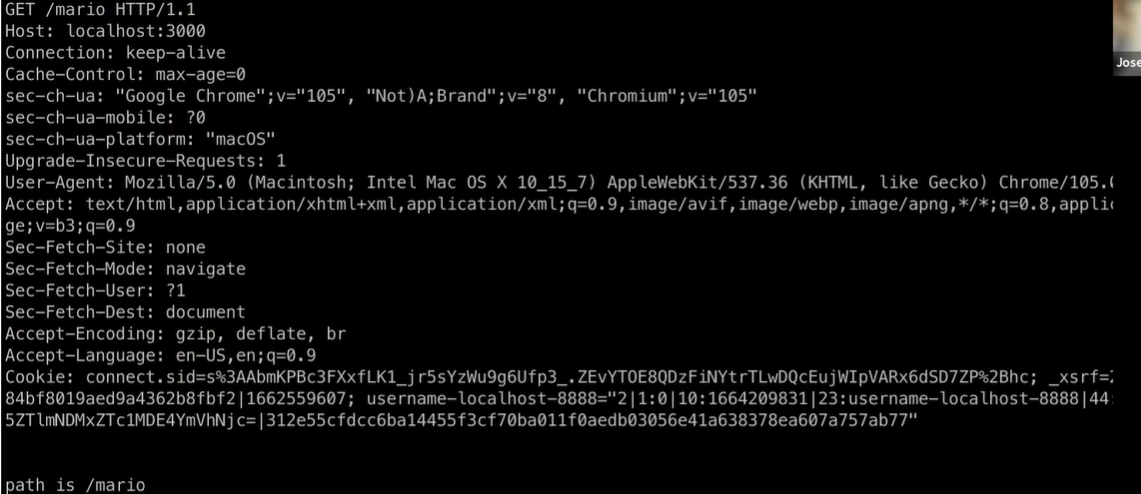 GET /mario HTTP/1.1
Host: localhost:3000
Connection: keep-alive
Cache-Control: max-age=0
sec-ch-ua: "Google Chrome";v="105", "Not)A;Brand";v="8", "Chromium";v="105"
sec-ch-ua-mobile: ?0
sec-ch-ua-platform: "macOS"
Upgrade-Insecure-Requests: 1
User-Agent: Mozilla/5.0 (Macintosh; Intel Mac OS X 10_15_7) AppleWebKit/537.36 (KHTML, like Gecko) Chrome/105.
Accept: text/html,application/xhtml+xml,application/xml;q=0.9,image/avif,image/webp,image/apng,*/*;q=0.8,applic
ge;v=b3;q=0.9
Sec-Fetch-Site: none
Sec-Fetch-Mode: navigate
Sec-Fetch-User: ?1
Sec-Fetch-Dest: document
Accept-Encoding: gzip, deflate, br
Accept-Language: en-US,en;q=0.9
Cookie: connect.sid=s%3AAbmKPBc3FXxfLK1_jr5sYzWu9g6Ufp3_.ZEvYTOE8QDzFiNYtrTLwDQcEujWIpVARx6dSD7ZP%2Bhc; _xsrf=2
84bf8019aed9a4362b8fbf2|1662559607; username-localhost-8888="2|1:0|10:1664209831|23:username-localhost-8888|44:
5ZTlmNDMxZTc1MDE4YmVhNjc=|312e55cfdcc6ba14455f3cf70ba011f0aedb03056e41a638378ea607a757ab77"
path is /mario
Jose